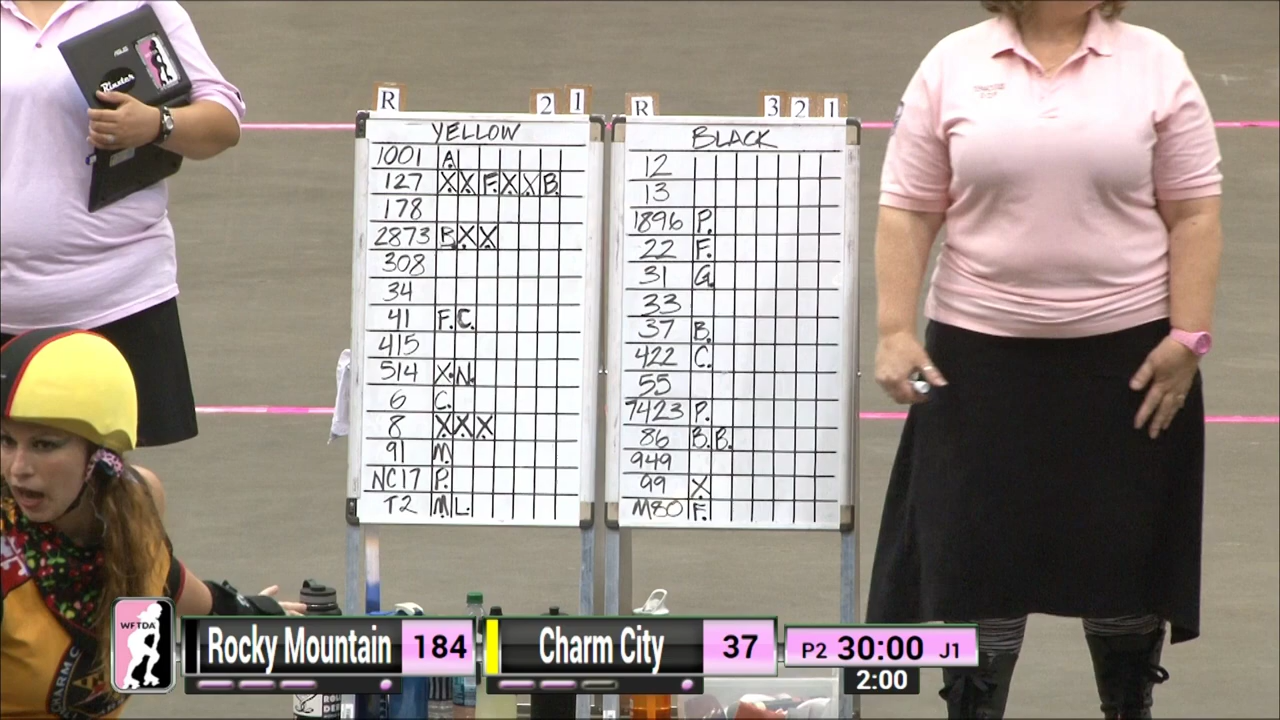 ASUS
R 2 1
YELLOW
1001 A.
127 X. X. F. X. X. B.
178
2873 B. X. X.
308
34
41 F. C.
415
514 X. N.
6 C.
8 X. X. X.
91 M.
NC17 P.
T2 M. L.
R 3 2 1
BLACK
12
13
1896 P.
22 F.
31 G.
33
37 B.
422 C.
55
7423 P.
86 B. B.
949
99 X.
M80 F.
CHARM C
WFTDA
Rocky Mountain 184
Charm City 37
P2 30:00 J1
2:00